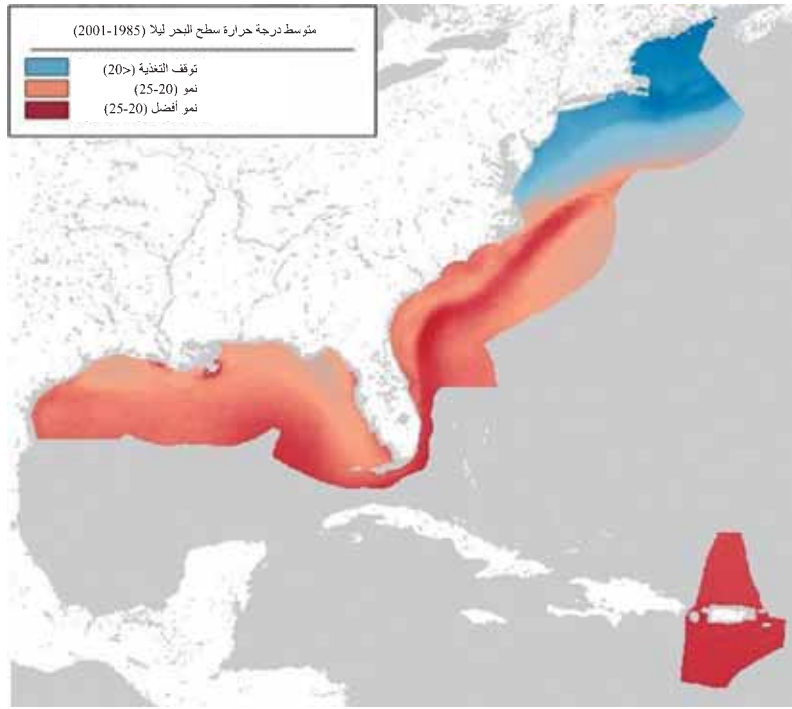 متوسط درجة حرارة سطح البحر ليلا (1985-2001)
توقف التغذية (<20)
نمو (20-25)
نمو أفضل (20-25)